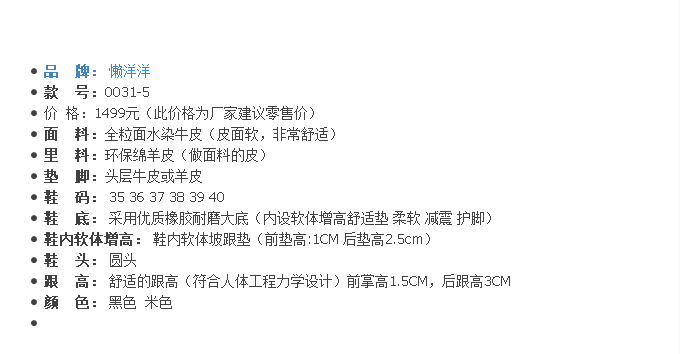 品 牌： 懒洋洋
款 号：0031-5
价 格：1499元（此价格为厂家建议零售价）
面 料：全粒面水染牛皮（皮面软，非常舒适）
里 料：环保绵羊皮（做面料的皮）
垫 脚：头层牛皮或羊皮
鞋 码： 35 36 37 38 39 40
鞋 底： 采用优质橡胶耐磨大底（内设软体增高舒适垫 柔软 减震 护脚）
鞋内软体增高： 鞋内软体坡跟垫（前垫高:1CM 后垫高2.5cm）
鞋 头： 圆头
跟 高： 舒适的跟高（符合人体工程力学设计）前掌高1.5CM，后跟高3CM
颜 色： 黑色 米色